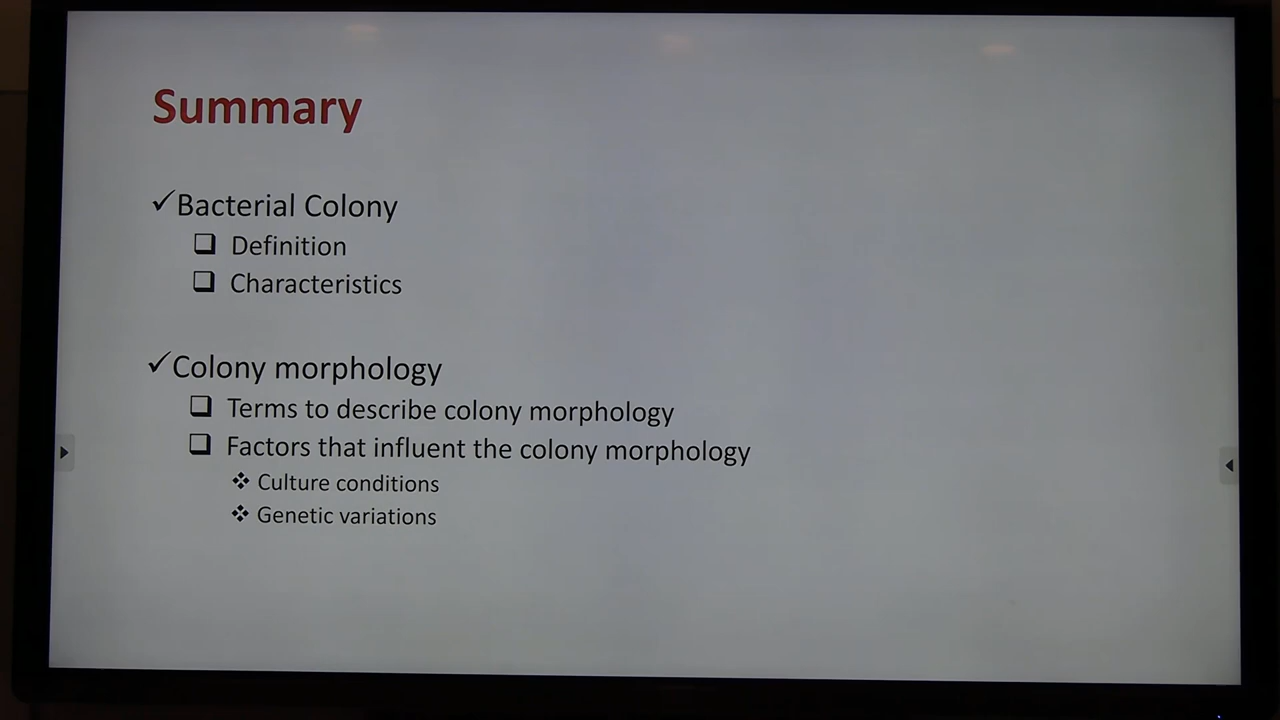 Summary
✓Bacterial Colony
❑ Definition
❑ Characteristics
✓Colony morphology
❑ Terms to describe colony morphology
❑ Factors that influent the colony morphology
❖ Culture conditions
❖ Genetic variations